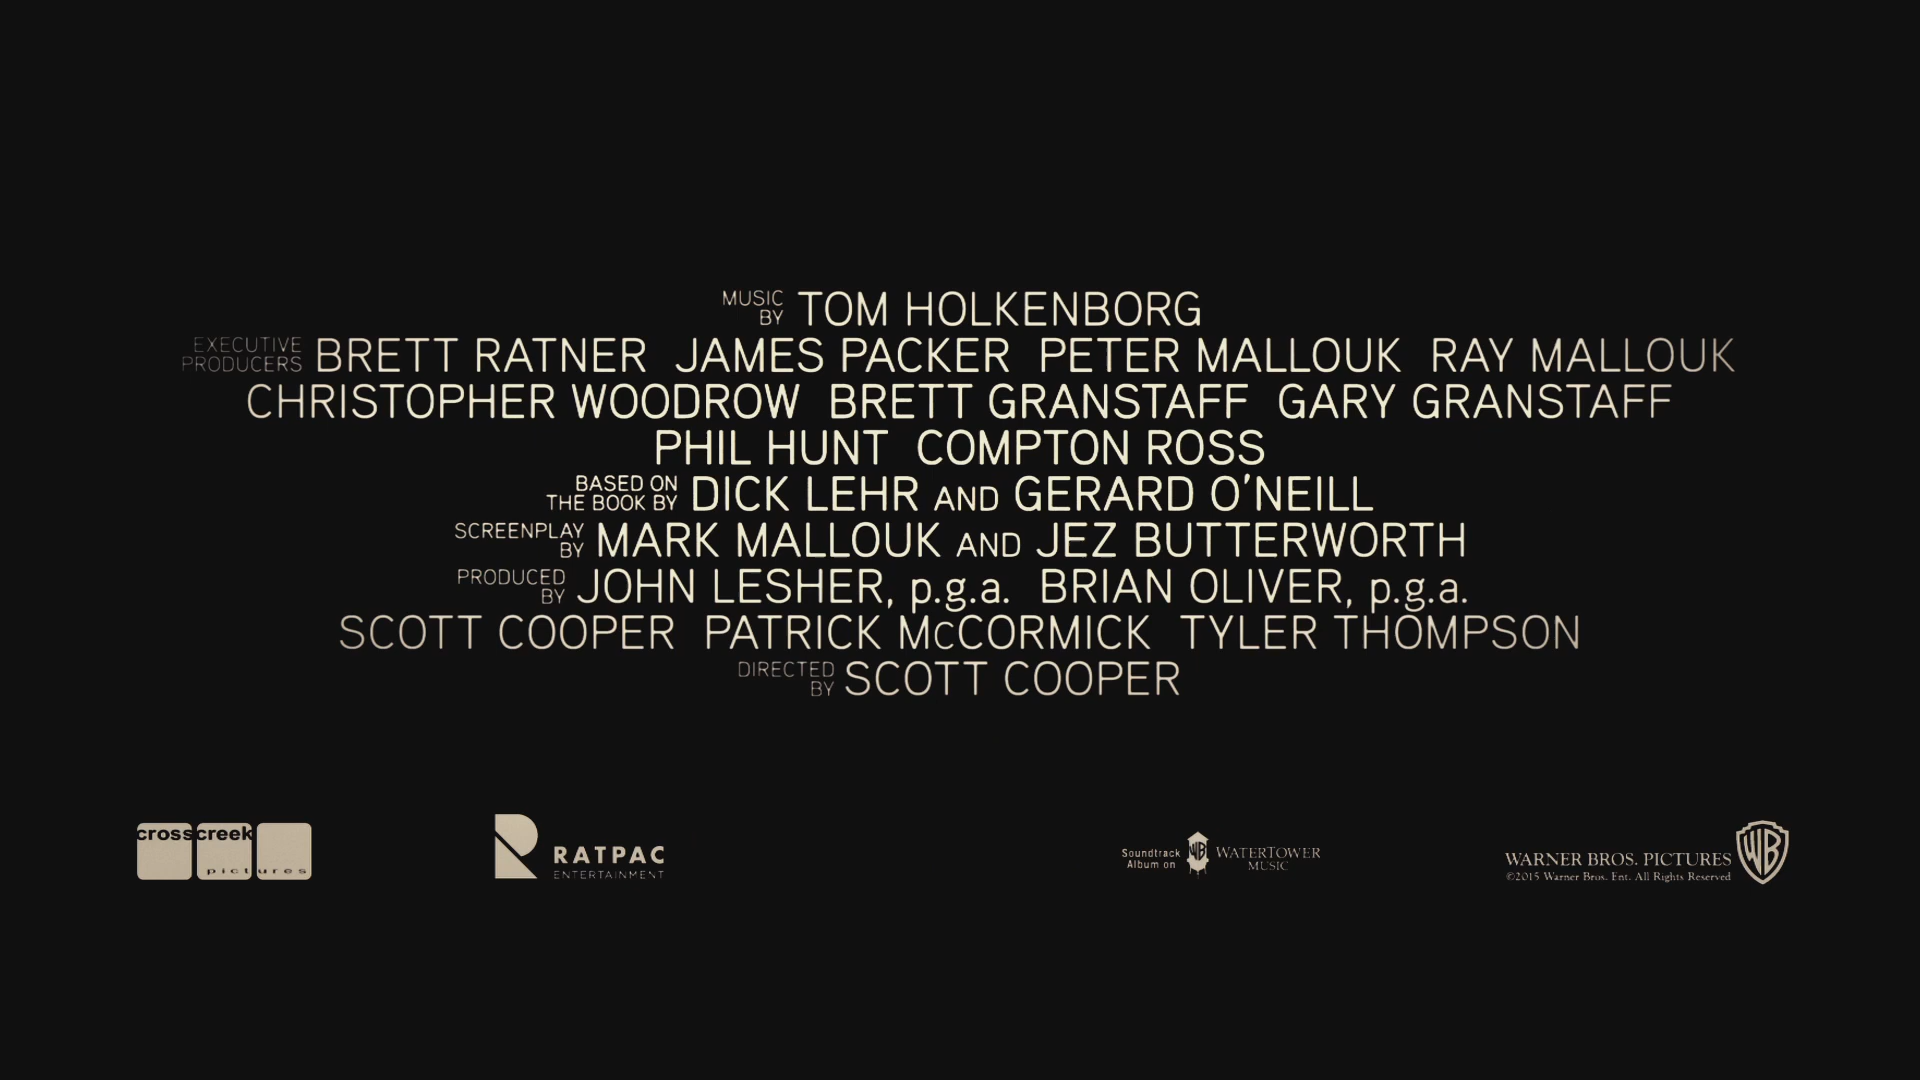 MUSIC BY TOM HOLKENBORG
EXECUTIVE PRODUCERS BRETT RATNER JAMES PACKER PETER MALLOUK RAY MALLOUK
CHRISTOPHER WOODROW BRETT GRANSTAFF GARY GRANSTAFF
PHIL HUNT COMPTON ROSS
BASED ON THE BOOK BY DICK LEHR AND GERARD O'NEILL
SCREENPLAY BY MARK MALLOUK AND JEZ BUTTERWORTH
PRODUCED BY JOHN LESHER, p.g.a. BRIAN OLIVER, p.g.a.
SCOTT COOPER PATRICK McCORMICK TYLER THOMPSON
DIRECTED BY SCOTT COOPER
crosscreek
pictures
RATPAC
ENTERTAINMENT
Soundtrack
Album on
WB
WATERTOWER
MUSIC
WARNER BROS. PICTURES
©2015 Warner Bros. Ent. All Rights Reserved
WB